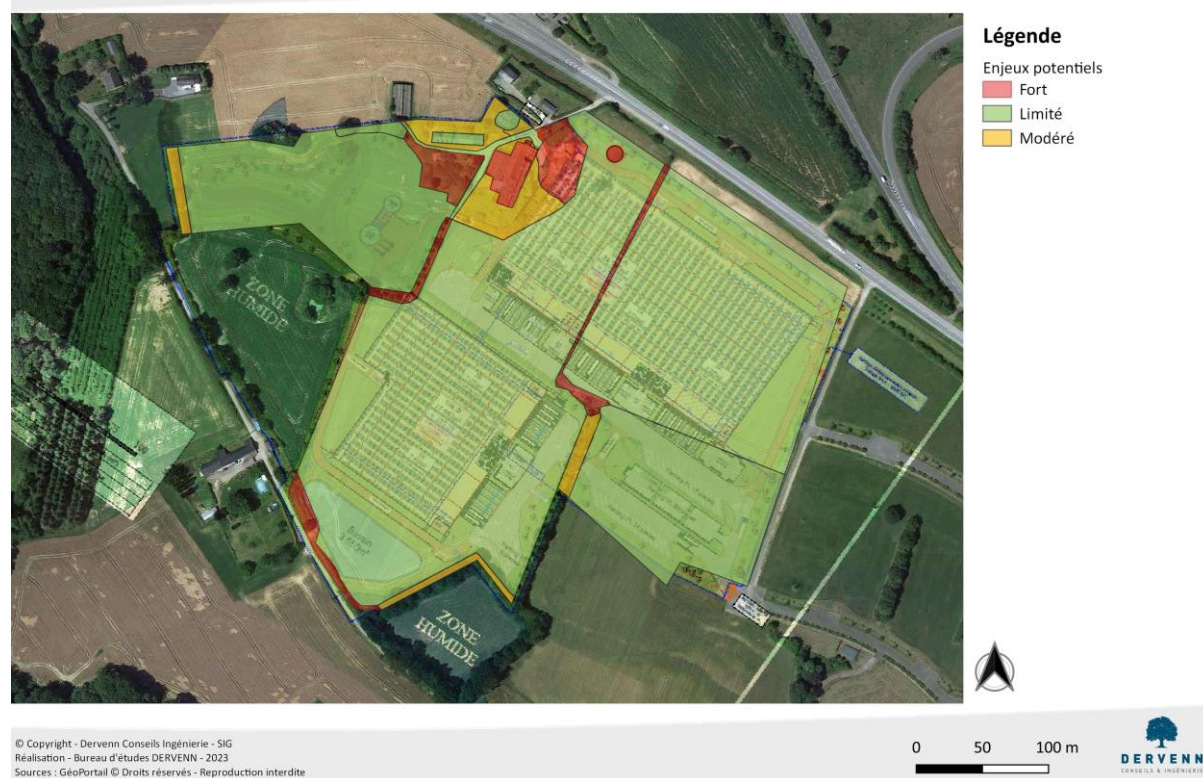 Légende
Enjeux potentiels
Fort
Limité
Modéré
ZONE
HUMIDE
Bassin
ZONE
HUMIDE
© Copyright - Dervenn Conseils Ingénierie - SIG
Réalisation - Bureau d'études DERVENN - 2023
Sources : GéoPortail © Droits réservés - Reproduction interdite
0 50 100 m
DERVENN
CONSEILS & INGÉNIERIE